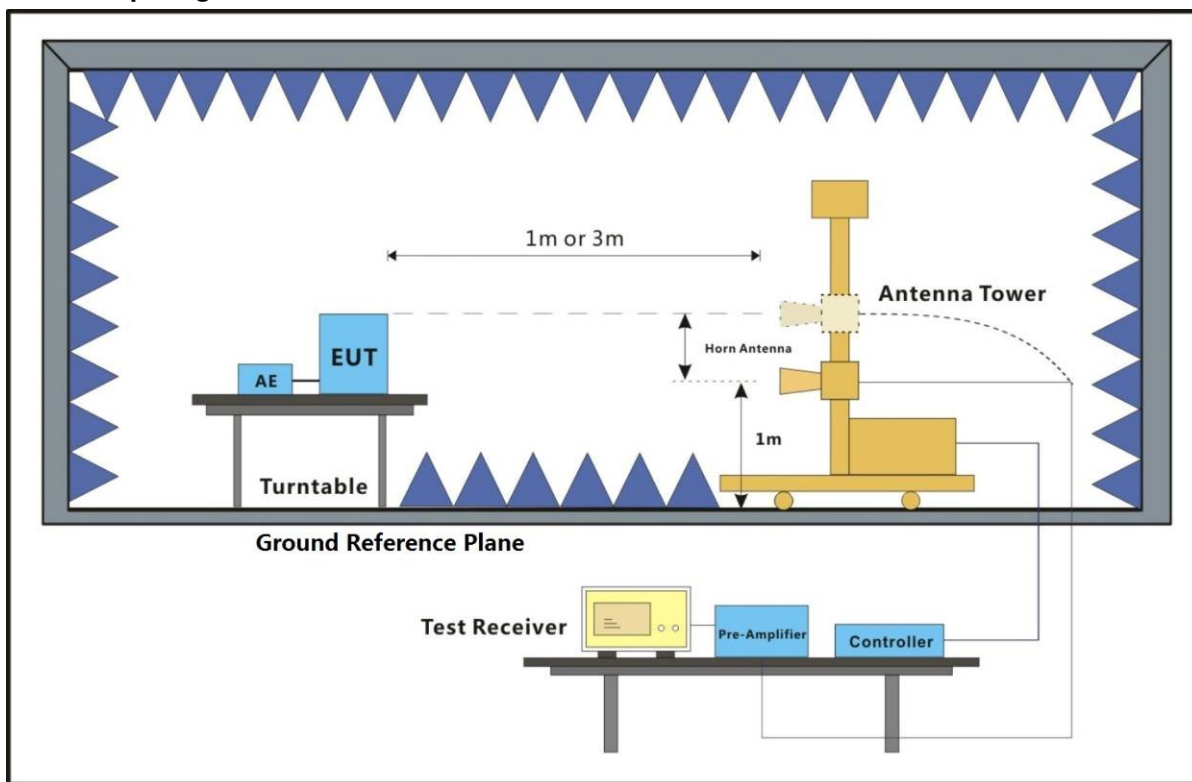 1m or 3m
Antenna Tower
Horn Antenna
EUT
AE
1m
Turntable
Ground Reference Plane
Test Receiver
Pre-Amplifier
Controller